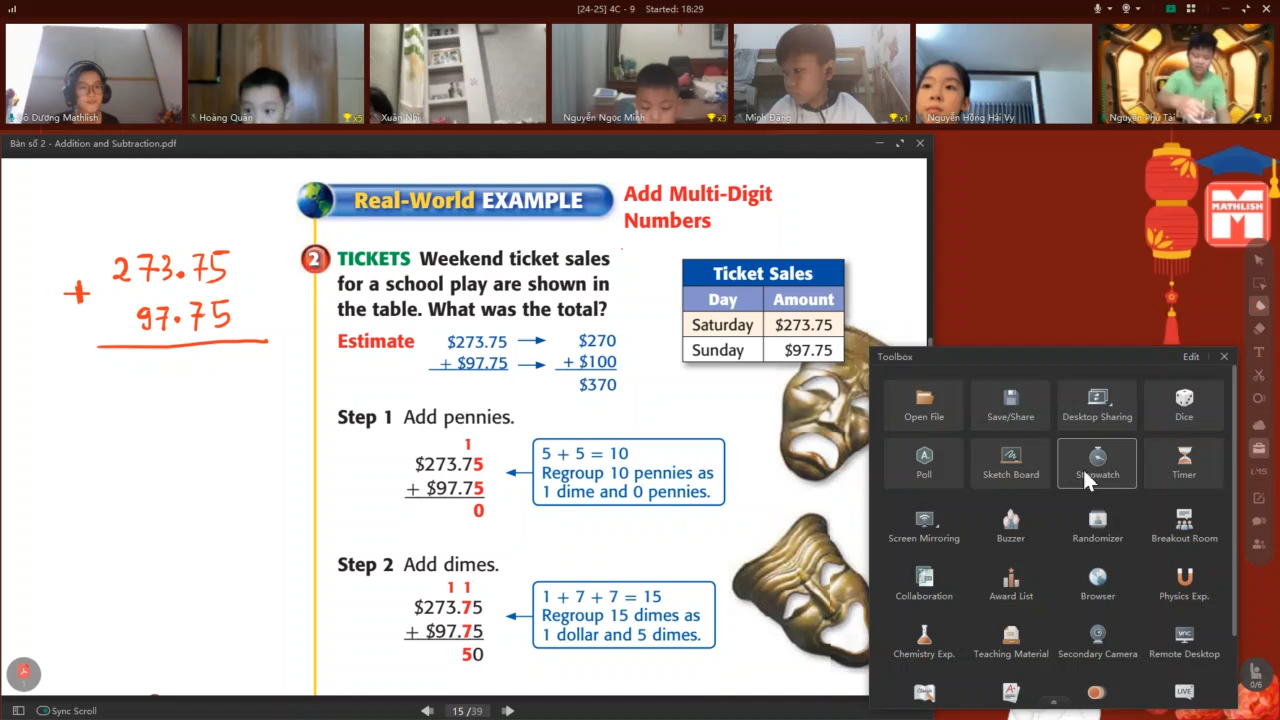 [24-25] 4C - 9 Started: 18:29
Hoàng Quân
x5
Xuân Nhi
Nguyễn Ngọc Minh
x3
Minh Đăng
x1
Nguyễn Hồng Hải Vy
Nguyễn Phú Tài
x1
Bàn số 2 - Addition and Subtraction.pdf
MATHLISH
273.75
+
97.75
Real-World EXAMPLE
Add Multi-Digit
Numbers
2 TICKETS Weekend ticket sales
for a school play are shown in
the table. What was the total?
Ticket Sales
Day Amount
Saturday $273.75
Sunday $97.75
Estimate $273.75 $270
+ $97.75 + $100
$370
Step 1 Add pennies.
1
$273.75
+ $97.75
0
5 + 5 = 10
Regroup 10 pennies as
1 dime and 0 pennies.
Step 2 Add dimes.
1 1
$273.75
+ $97.75
50
1 + 7 + 7 = 15
Regroup 15 dimes as
1 dollar and 5 dimes.
Toolbox Edit
Open File Save/Share Desktop Sharing Dice
Poll Sketch Board Stopwatch Timer
Screen Mirroring Buzzer Randomizer Breakout Room
Collaboration Award List Browser Physics Exp.
Chemistry Exp. Teaching Material Secondary Camera Remote Desktop
LIVE
0/6
Sync Scroll
15 /39